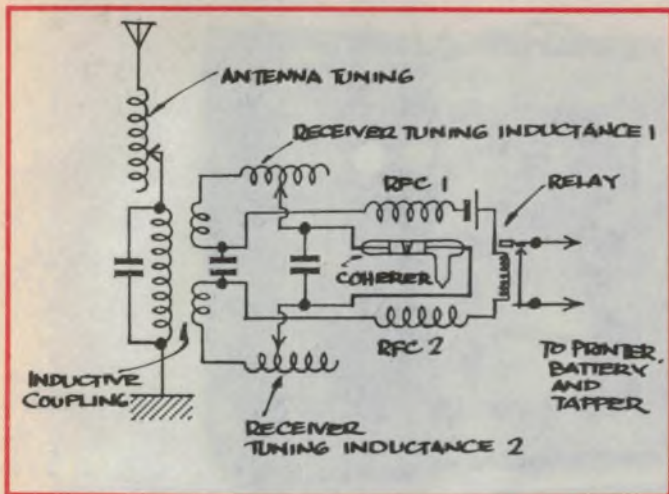 ANTENNA TUNING
RECEIVER TUNING INDUCTANCE 1
RFC 1
RELAY
COHERER
RFC 2
INDUCTIVE
COUPLING
TO PRINTER,
BATTERY
AND
TAPPER
RECEIVER
TUNING INDUCTANCE 2